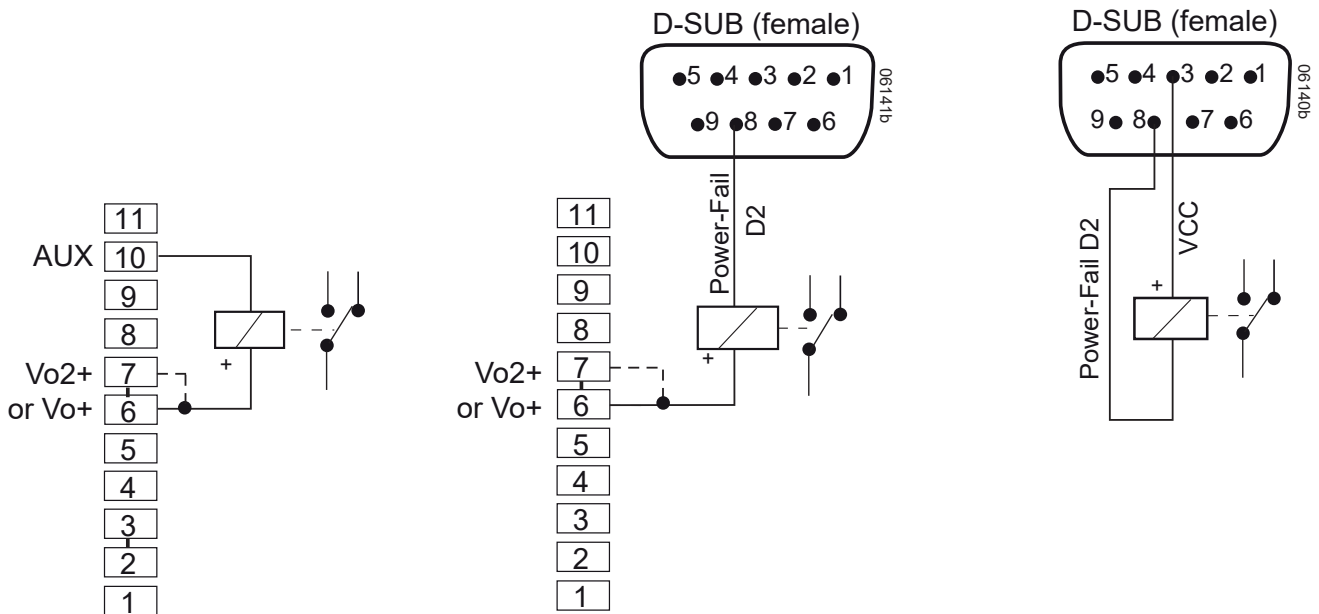 11
AUX 10
9
8
Vo2+ 7
or Vo+ 6
+
5
4
3
2
1
D-SUB (female)
5 4 3 2 1
9 8 7 6
06141b
Power-Fail
D2
11
10
9
8
Vo2+ 7
or Vo+ 6
+
5
4
3
2
1
D-SUB (female)
5 4 3 2 1
9 8 7 6
06140b
Power-Fail D2
VCC
+